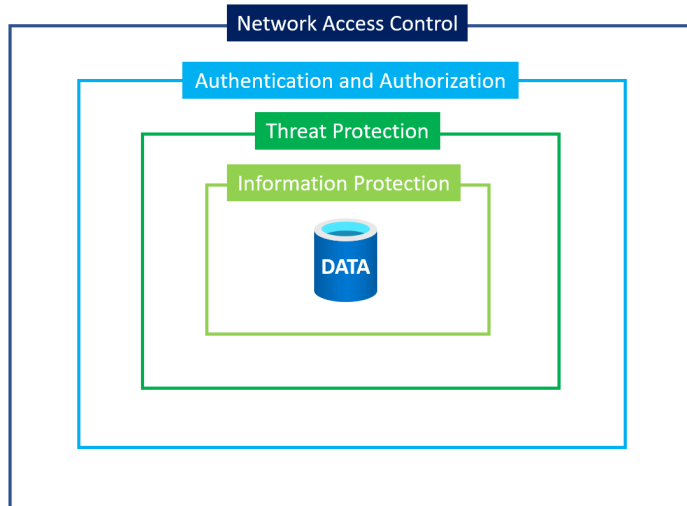 Network Access Control
Authentication and Authorization
Threat Protection
Information Protection
DATA